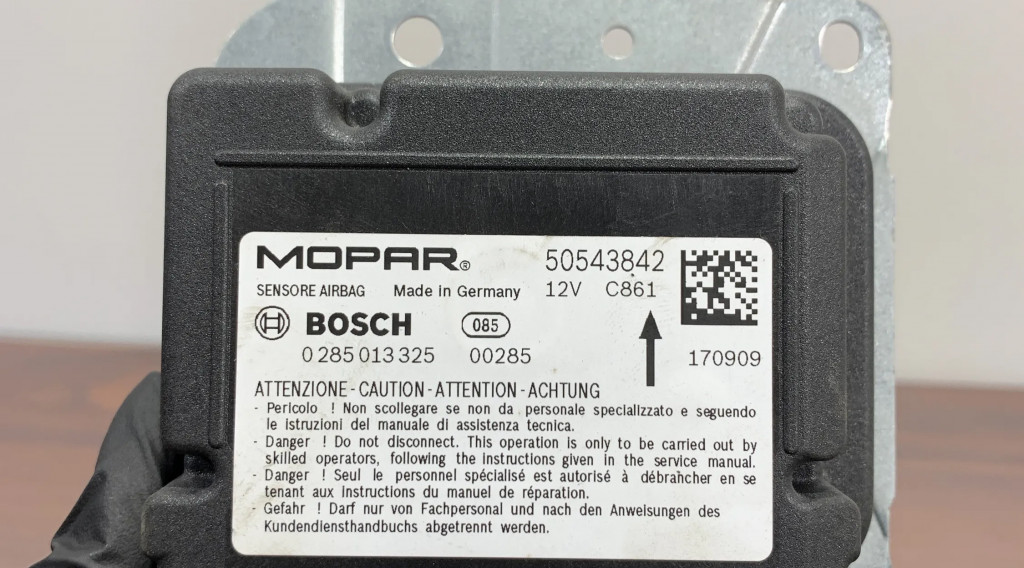 MOPAR® 50543842
SENSORE AIRBAG Made in Germany 12V C861
BOSCH 085
0 285 013 325 00285 170909
ATTENZIONE - CAUTION - ATTENTION - ACHTUNG
- Pericolo ! Non scollegare se non da personale specializzato e seguendo
le istruzioni del manuale di assistenza tecnica.
- Danger ! Do not disconnect. This operation is only to be carried out by
skilled operators, following the instructions given in the service manual.
- Danger ! Seul le personnel spécialisé est autorisé à débrancher en se
tenant aux instructions du manuel de réparation.
- Gefahr ! Darf nur von Fachpersonal und nach den Anweisungen des
Kundendiensthandbuchs abgetrennt werden.